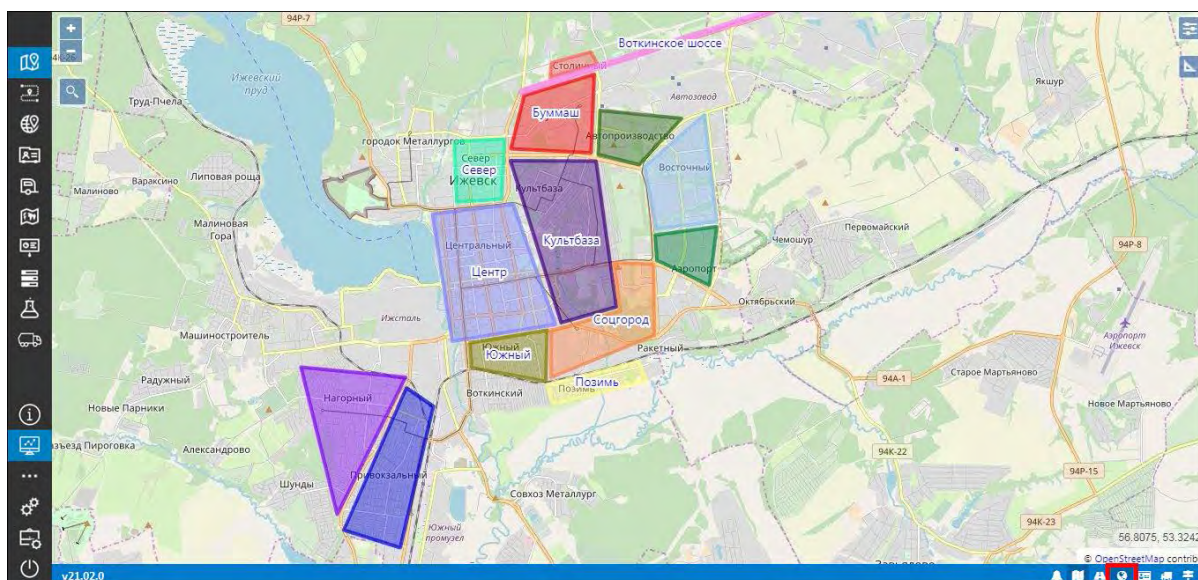 94Р-7
Воткинское шоссе
Столичный
Ижевский
пруд
Якшур
Автозавод
Труд-Пчела
Буммаш
Автопроизводство
городок Металлургов
Север
Север
Ижевск
Восточный
Вараксино
Липовая роща
Малиново
Культбаза
Малиновая
Гора
Первомайский
Чемошур
94Р-8
Центральный
Культбаза
Центр
Аэропорт
Октябрьский
Ижсталь
Соцгород
Машиностроитель
Южный
Южный
Ракетный
Аэропорт
Ижевск
Радужный
Позимь
Позимь
94А-1
Старое Мартьяново
Воткинский
Нагорный
Новые Парники
Новое Мартьяново
Александрово
94К-22
Привокзальный
94Р-15
Шунды
Совхоз Металлург
Южный
промузел
94К-23
56.8075, 53.3242
© OpenStreetMap contrib
v21.02.0